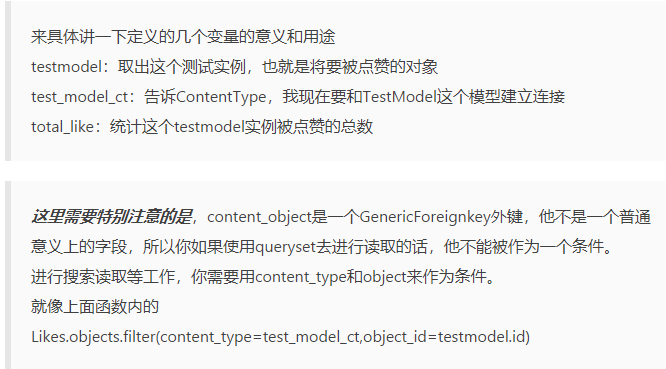 来具体讲一下定义的几个变量的意义和用途
testmodel：取出这个测试实例，也就是将要被点赞的对象
test_model_ct：告诉ContentType，我现在要和TestModel这个模型建立连接
total_like：统计这个testmodel实例被点赞的总数
这里需要特别注意的是，content_object是一个GenericForeignkey外键，他不是一个普通
意义上的字段，所以你如果使用queryset去进行读取的话，他不能被作为一个条件。
进行搜索读取等工作，你需要用content_type和object来作为条件。
就像上面函数内的
Likes.objects.filter(content_type=test_model_ct,object_id=testmodel.id)